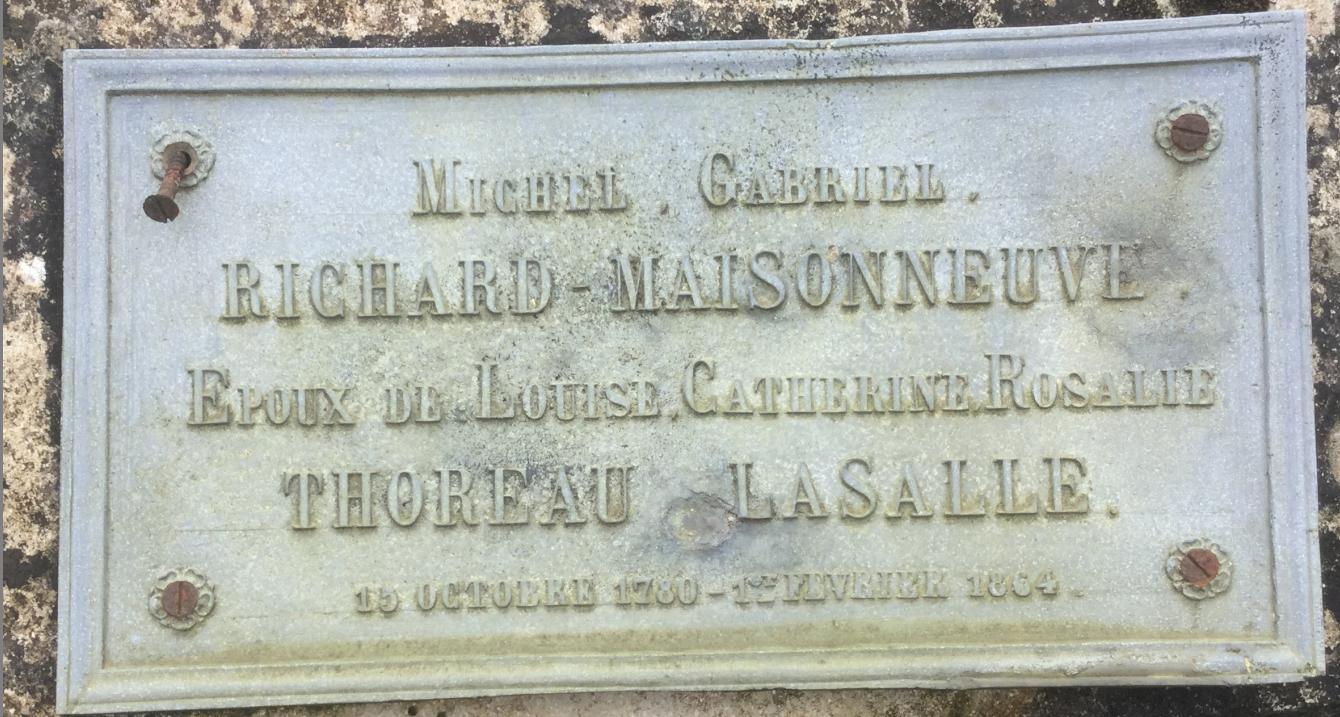 MICHEL, GABRIEL.
RICHARD-MAISONNEUVE.
EPOUX DE LOUISE, CATHERINE, ROSALIE
THOREAU LASALLE.
15 OCTOBRE 1780 - 1ER FEVRIER 1864.